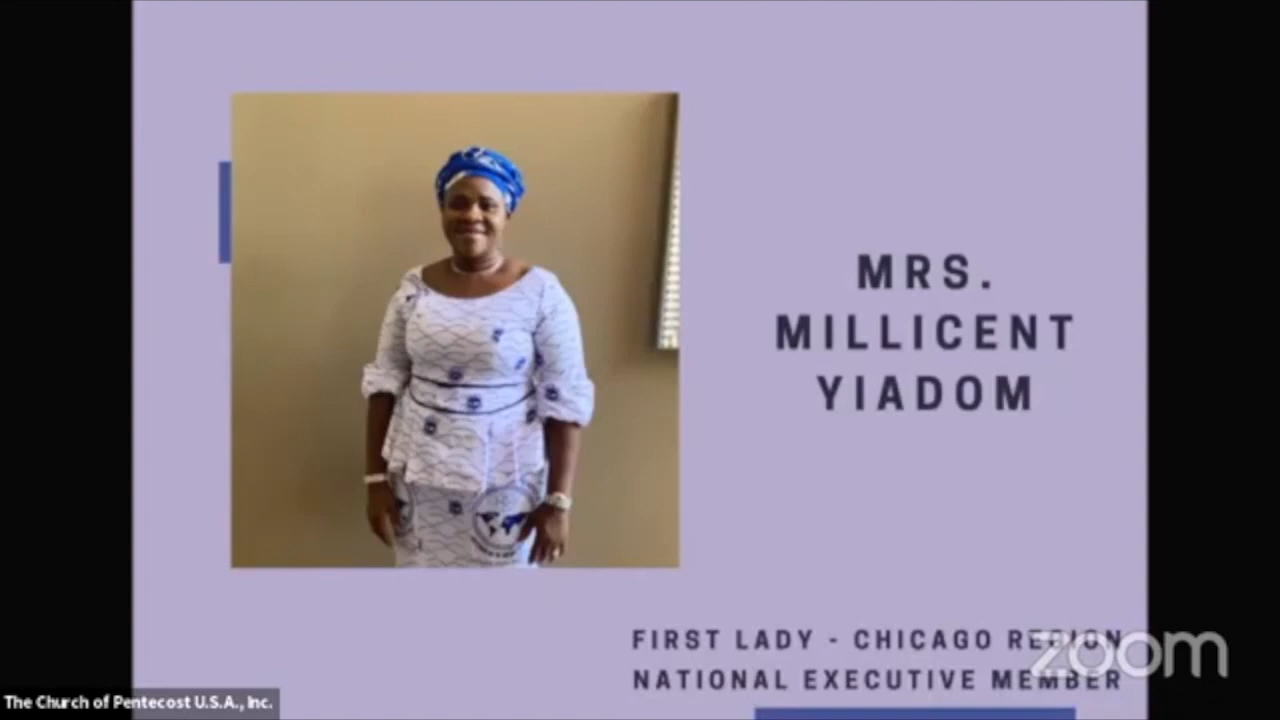 MRS.
MILLICENT
YIADOM
FIRST LADY - CHICAGO REGION
NATIONAL EXECUTIVE MEMBER
zoom
The Church of Pentecost U.S.A., Inc.